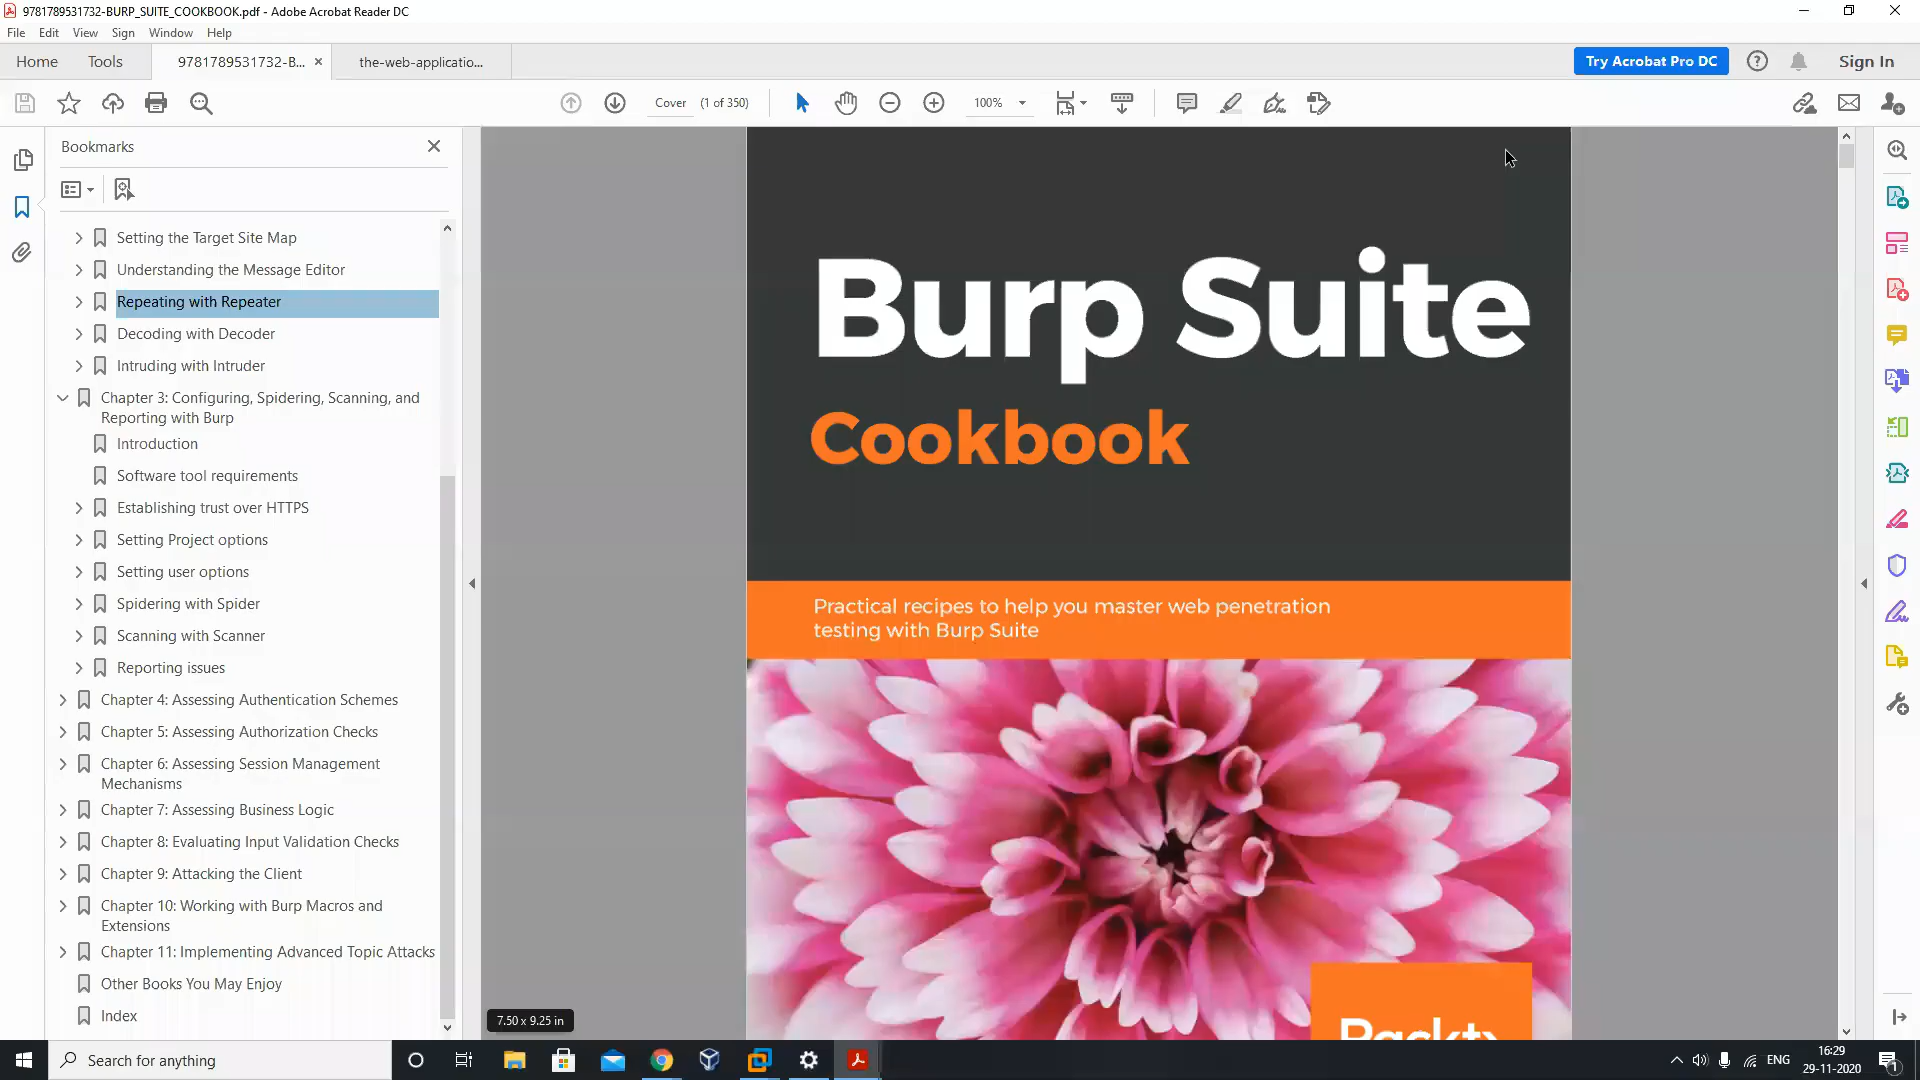 9781789531732-BURP_SUITE_COOKBOOK.pdf - Adobe Acrobat Reader DC
File Edit View Sign Window Help
Home Tools 9781789531732-B... × the-web-applicatio... Try Acrobat Pro DC Sign In
Cover (1 of 350) 100%
Bookmarks
Setting the Target Site Map
Understanding the Message Editor
Repeating with Repeater
Decoding with Decoder
Intruding with Intruder
Chapter 3: Configuring, Spidering, Scanning, and
Reporting with Burp
Introduction
Software tool requirements
Establishing trust over HTTPS
Setting Project options
Setting user options
Spidering with Spider
Scanning with Scanner
Reporting issues
Chapter 4: Assessing Authentication Schemes
Chapter 5: Assessing Authorization Checks
Chapter 6: Assessing Session Management
Mechanisms
Chapter 7: Assessing Business Logic
Chapter 8: Evaluating Input Validation Checks
Chapter 9: Attacking the Client
Chapter 10: Working with Burp Macros and
Extensions
Chapter 11: Implementing Advanced Topic Attacks
Other Books You May Enjoy
Index
Burp Suite
Cookbook
Practical recipes to help you master web penetration
testing with Burp Suite
Packt>
7.50 x 9.25 in
Search for anything
ENG
16:29
29-11-2020
1